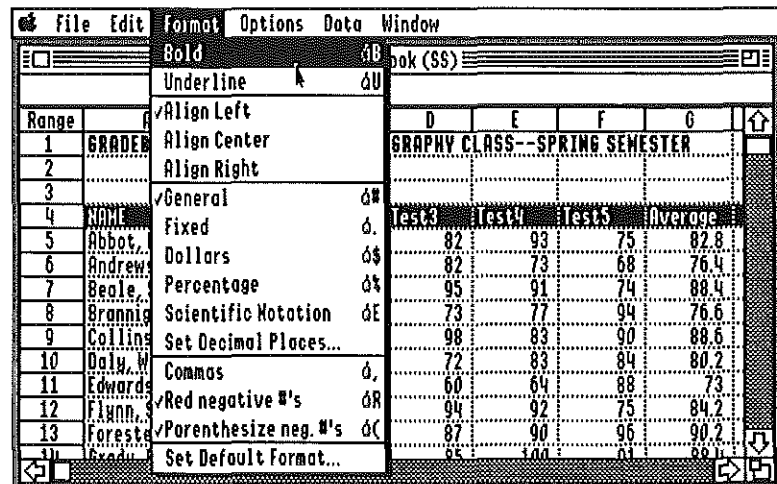 File Edit Format Options Data Window
Bold B
ook (SS)
Underline U
√Align Left
Range D E F G
Align Center
1 GRADEB GRAPHY CLASS--SPRING SEMESTER
Align Right
2
3
√General #
4 NAME Test3 Test4 Test5 Average
Fixed .
5 Abbot, 82 93 75 82.8
Dollars $
6 Andrews 82 73 68 76.4
Percentage %
7 Beale, 95 91 74 88.4
Scientific Notation E
8 Brannig 73 77 94 76.6
Set Decimal Places...
9 Collins 98 83 90 88.6
10 Daly, W 72 83 84 80.2
Commas ,
11 Edwards 60 64 88 73
√Red negative #'s R
12 Flynn, S 94 92 75 84.2
√Parenthesize neg. #'s (
13 Foreste 87 90 96 90.2
Set Default Format...